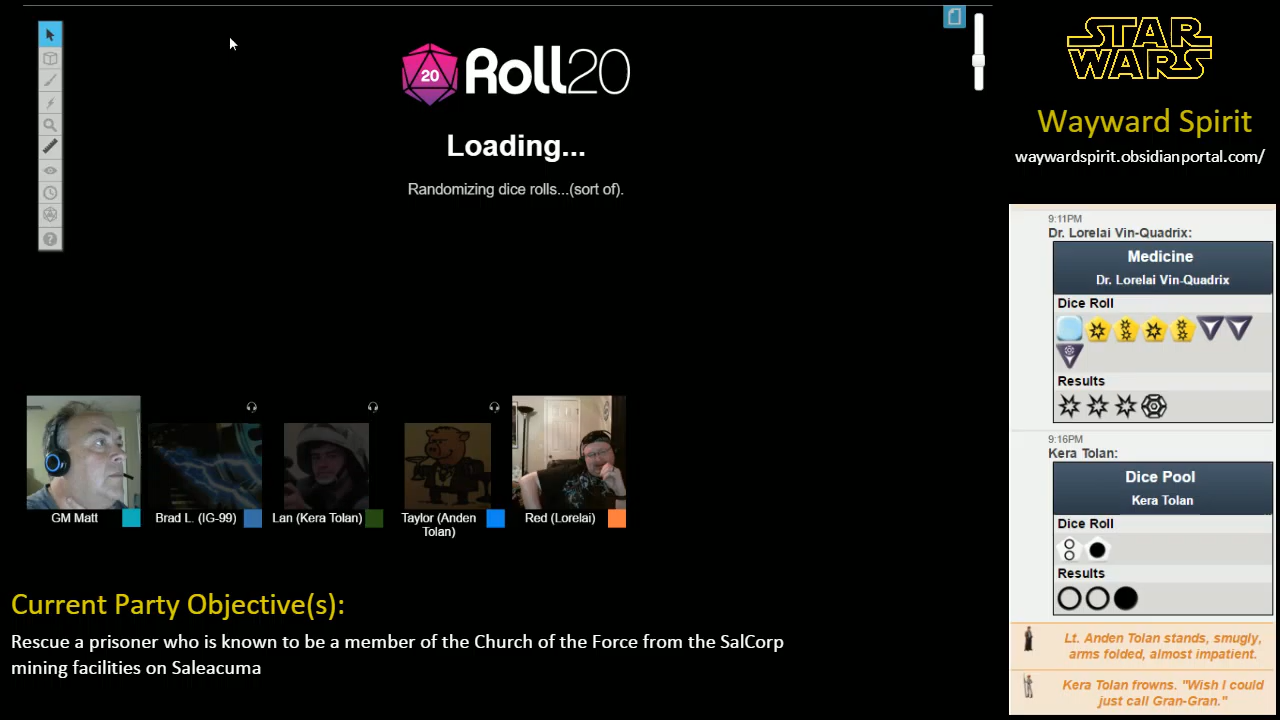 20 Roll20
Loading...
Randomizing dice rolls...(sort of).
GM Matt
Brad L. (IG-99)
Lan (Kera Tolan)
Taylor (Anden
Tolan)
Red (Lorelai)
Current Party Objective(s):
Rescue a prisoner who is known to be a member of the Church of the Force from the SalCorp
mining facilities on Saleacuma
STAR
WARS
Wayward Spirit
waywardspirit.obsidianportal.com/
9:11PM
Dr. Lorelai Vin-Quadrix:
Medicine
Dr. Lorelai Vin-Quadrix
Dice Roll
Results
9:16PM
Kera Tolan:
Dice Pool
Kera Tolan
Dice Roll
Results
Lt. Anden Tolan stands, smugly,
arms folded, almost impatient.
Kera Tolan frowns. "Wish I could
just call Gran-Gran."